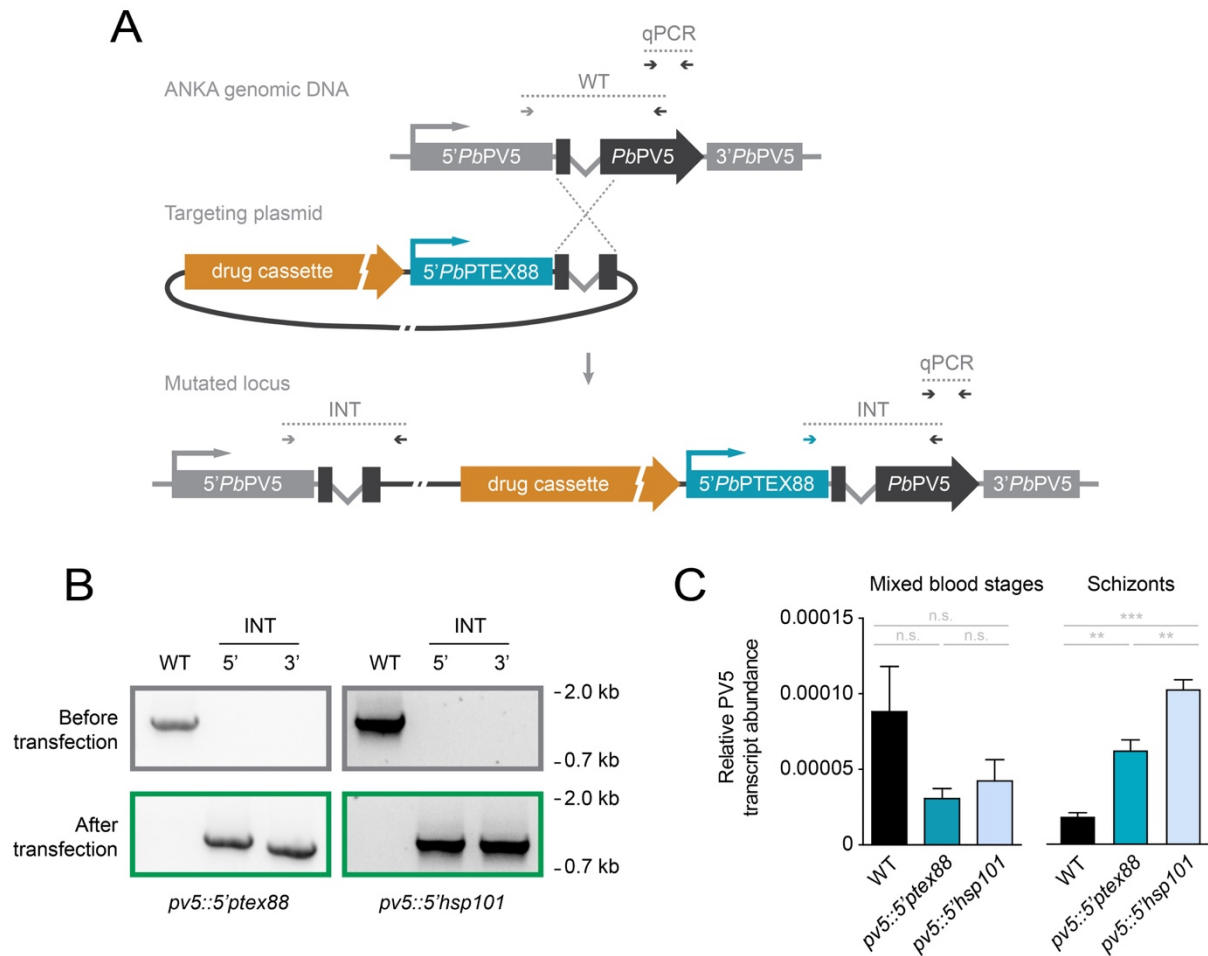 A
qPCR
WT
ANKA genomic DNA
5'PbPV5
PbPV5
3'PbPV5
Targeting plasmid
drug cassette
5'PbPTEX88
qPCR
Mutated locus
INT
INT
5'PbPV5
drug cassette
5'PbPTEX88
PbPV5
3'PbPV5
B
INT
INT
WT
5'
3'
WT
5'
3'
Before transfection
-2.0 kb
-0.7 kb
After transfection
-2.0 kb
-0.7 kb
pv5::5'ptex88
pv5::5'hsp101
C
Mixed blood stages
Schizonts
Relative PV5
transcript abundance
0.00015
0.00010
0.00005
0
n.s.
n.s.
n.s.
***
**
**
WT
pv5::5'ptex88
pv5::5'hsp101
WT
pv5::5'ptex88
pv5::5'hsp101